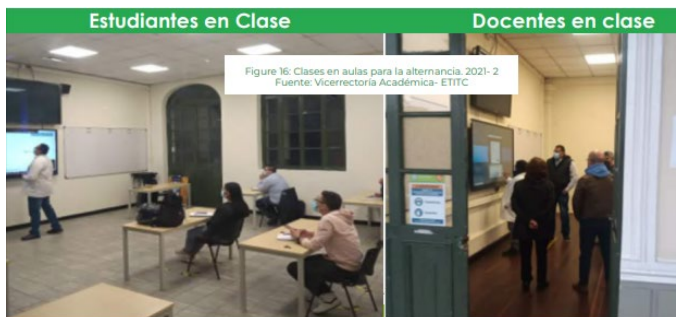 Estudiantes en Clase
Docentes en clase
Figure 16: Clases en aulas para la alternancia. 2021- 2
Fuente: Vicerrectoría Académica- ETITC